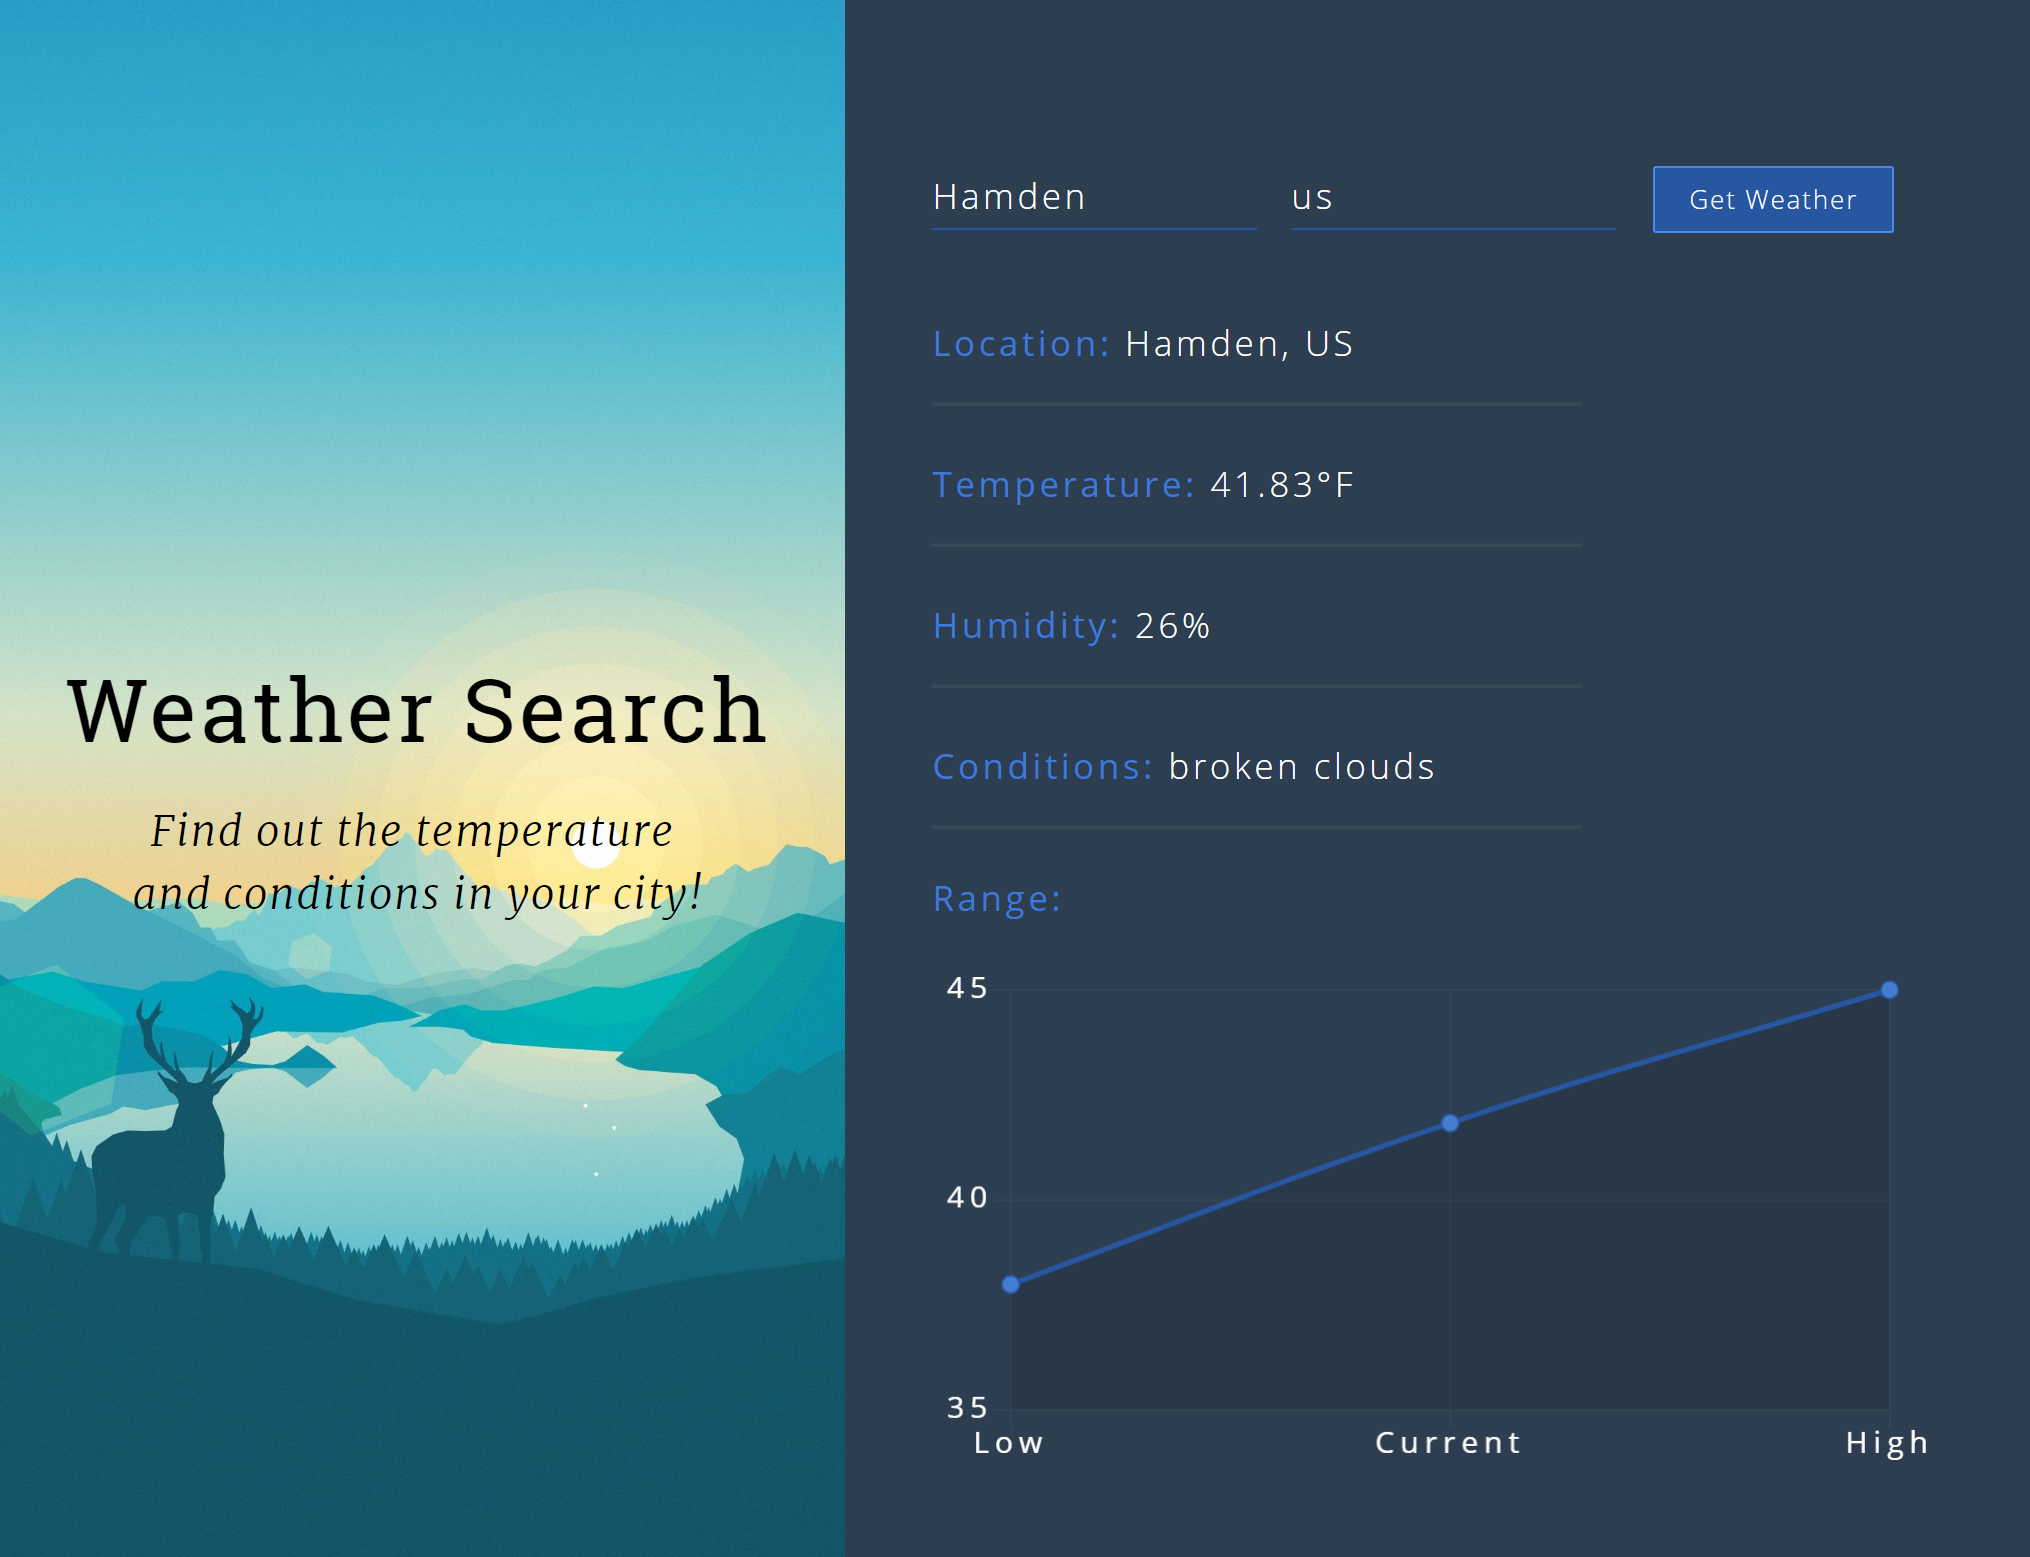 Weather Search
Find out the temperature
and conditions in your city!
Hamden us Get Weather
Location: Hamden, US
Temperature: 41.83°F
Humidity: 26%
Conditions: broken clouds
Range:
45
40
35
Low Current High